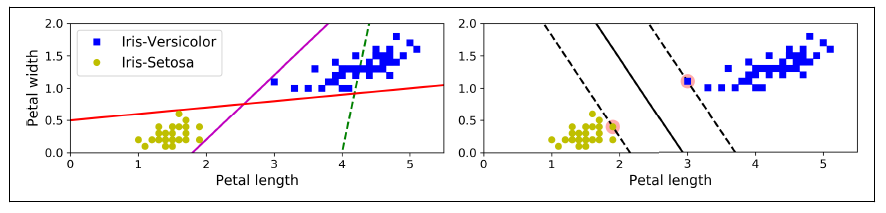 2.0
1.5
1.0
0.5
0.0
Petal width
Iris-Versicolor
Iris-Setosa
0 1 2 3 4 5
Petal length
2.0
1.5
1.0
0.5
0.0
0 1 2 3 4 5
Petal length